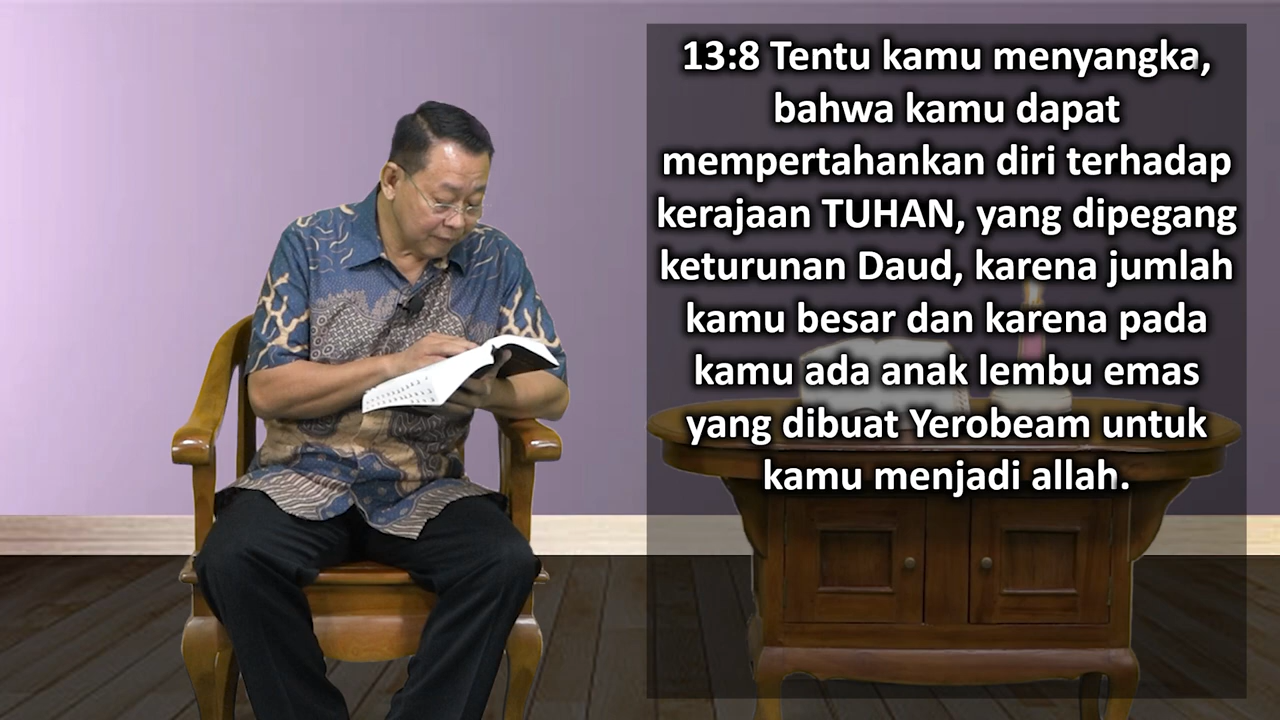 13:8 Tentu kamu menyangka,
bahwa kamu dapat
mempertahankan diri terhadap
kerajaan TUHAN, yang dipegang
keturunan Daud, karena jumlah
kamu besar dan karena pada
kamu ada anak lembu emas
yang dibuat Yerobeam untuk
kamu menjadi allah.